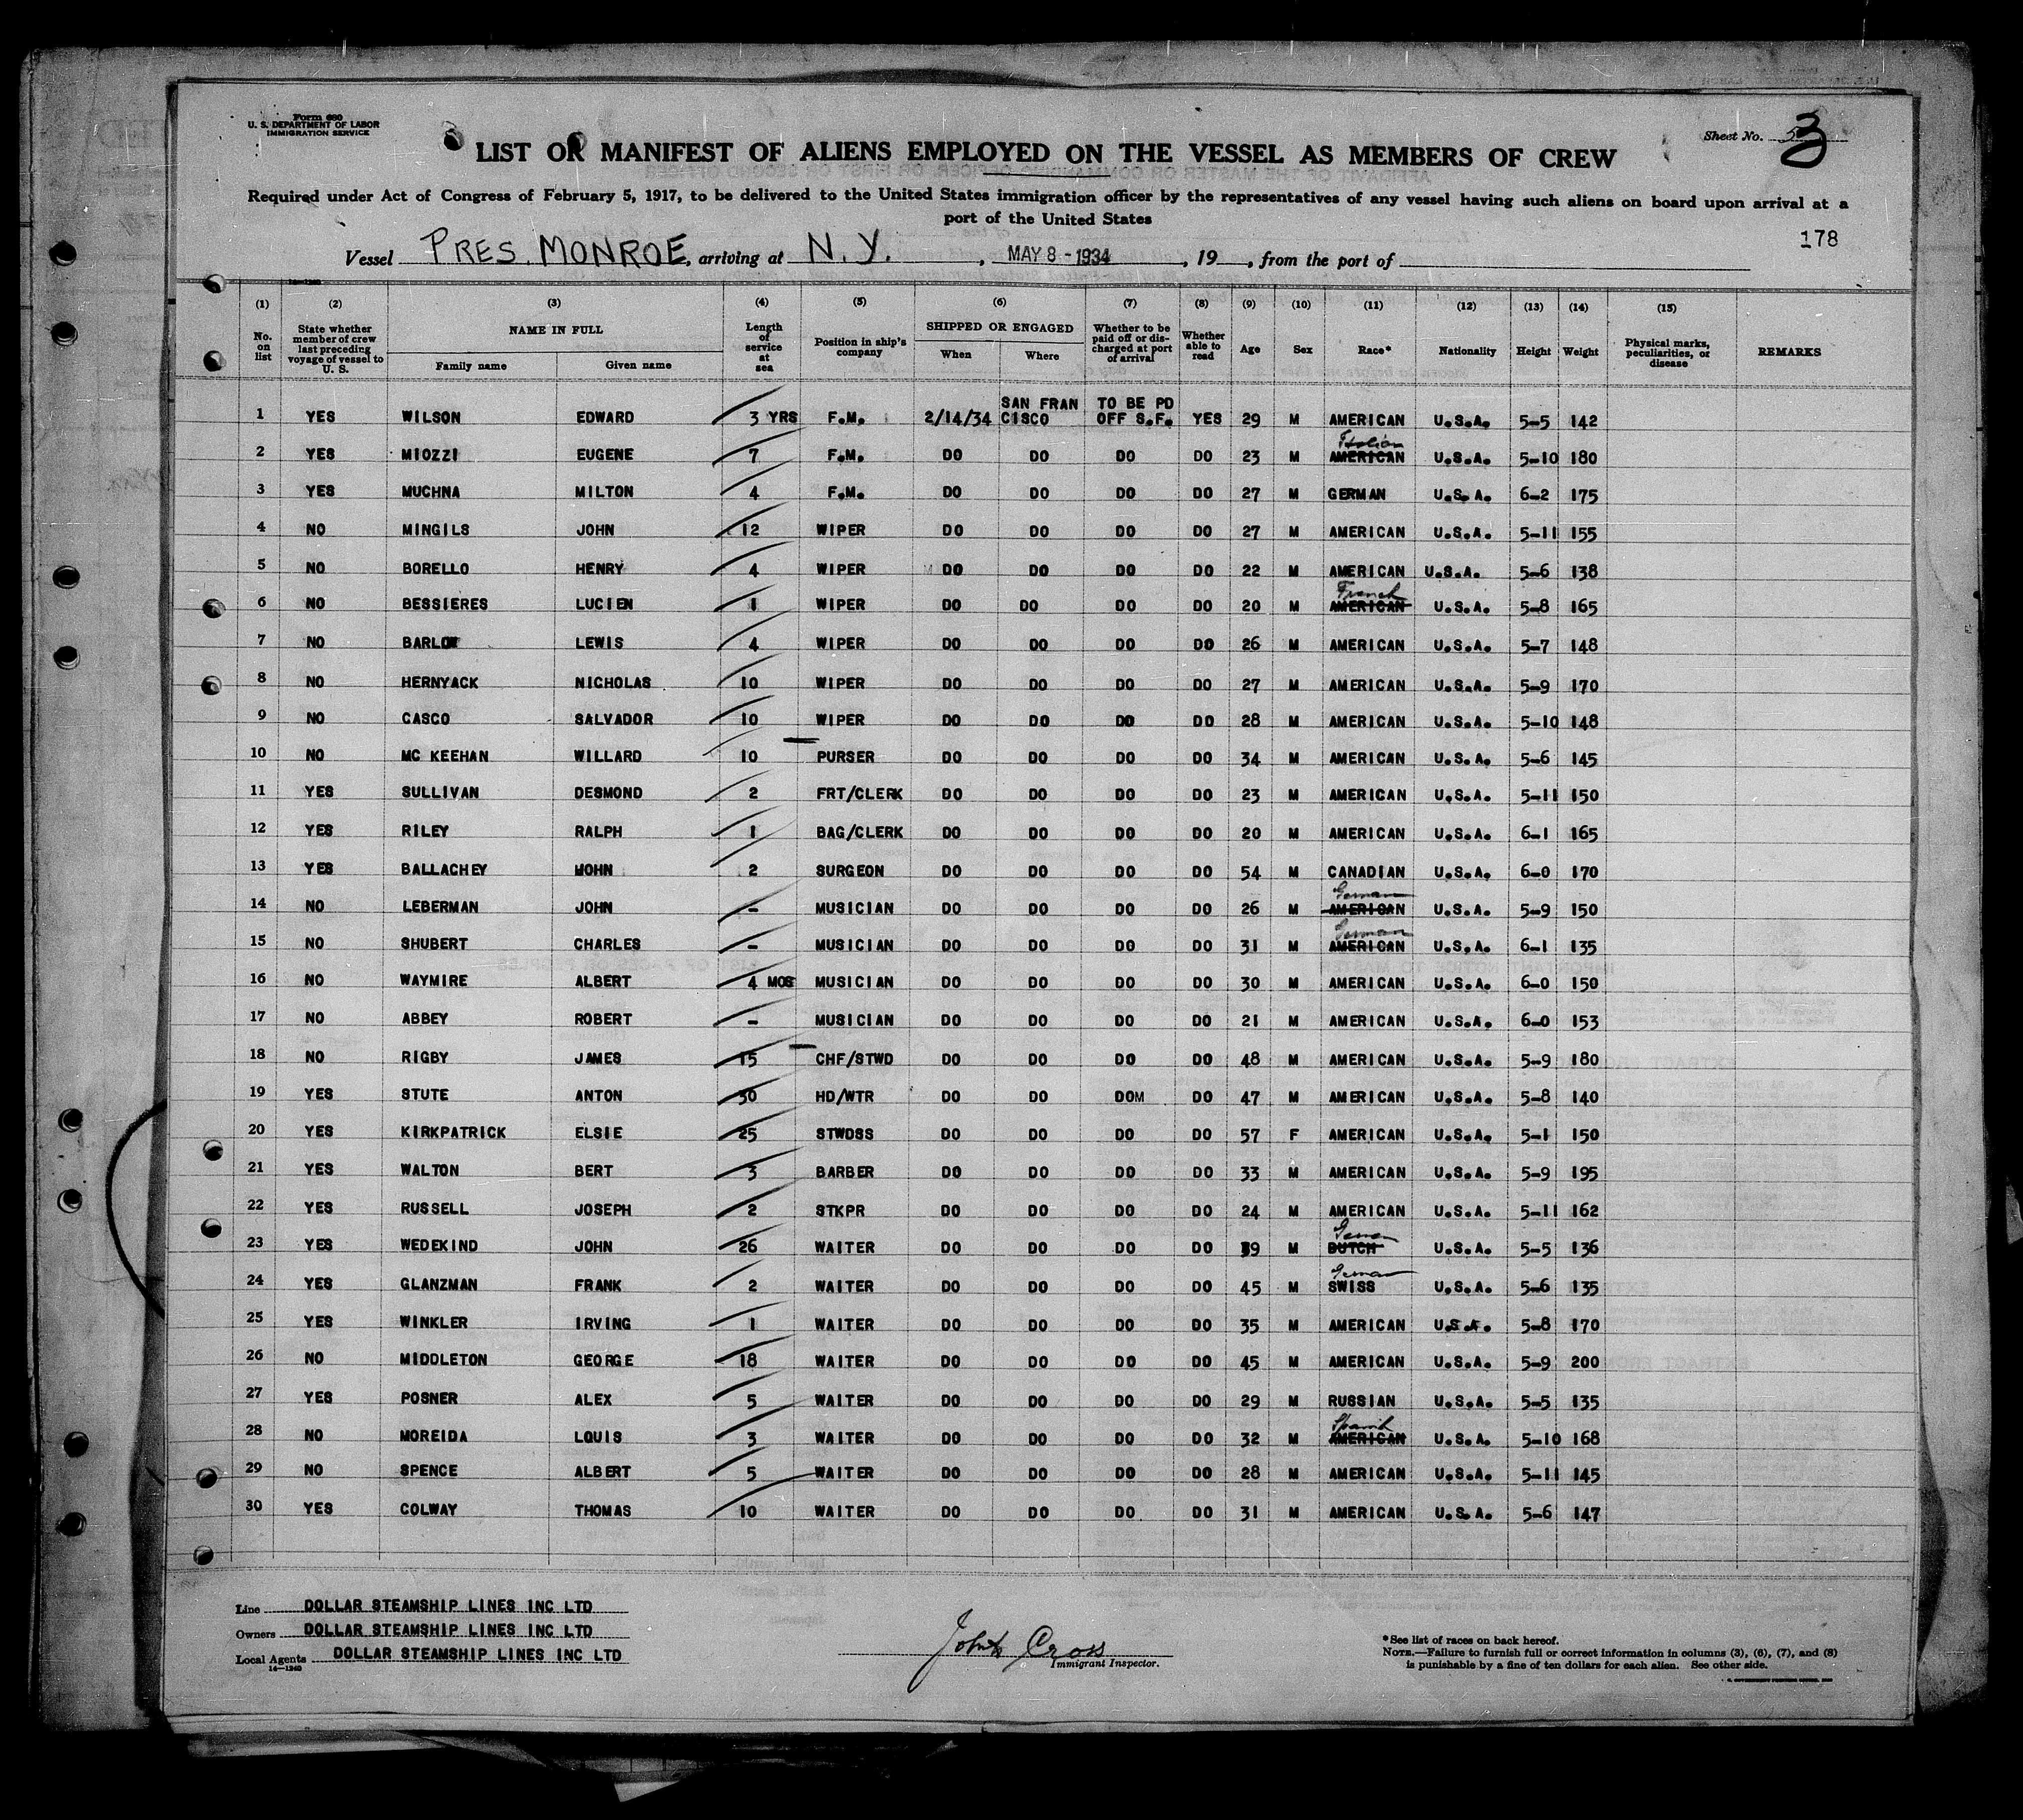 Form 680
U. S. DEPARTMENT OF LABOR
IMMIGRATION SERVICE
Sheet No. 3
LIST OR MANIFEST OF ALIENS EMPLOYED ON THE VESSEL AS MEMBERS OF CREW
Required under Act of Congress of February 5, 1917, to be delivered to the United States immigration officer by the representatives of any vessel having such aliens on board upon arrival at a
port of the United States
178
Vessel PRES. MONROE, arriving at N.Y., MAY 8 - 1934, 19, from the port of
(1) (2) (3) (4) (5) (6) (7) (8) (9) (10) (11) (12) (13) (14) (15)
No. on list State whether member of crew last preceding voyage of vessel to U. S. NAME IN FULL Family name Given name Length of service at sea Position in ship's company SHIPPED OR ENGAGED When Where Whether to be paid off or discharged at port of arrival Whether able to read Age Sex Race* Nationality Height Weight Physical marks, peculiarities, or disease REMARKS
1 YES WILSON EDWARD 3 YRS F.M. 2/14/34 SAN FRAN CISCO TO BE PD OFF S.F. YES 29 M AMERICAN U.S.A. 5-5 142
2 YES MIOZZI EUGENE 7 F.M. DO DO DO DO 23 M AMERICAN Italian U.S.A. 5-10 180
3 YES MUCHNA MILTON 4 F.M. DO DO DO DO 27 M GERMAN U.S.A. 6-2 175
4 NO MINGILS JOHN 12 WIPER DO DO DO DO 27 M AMERICAN U.S.A. 5-11 155
5 NO BORELLO HENRY 4 WIPER DO DO DO DO 22 M AMERICAN U.S.A. 5-6 138
6 NO BESSIERES LUCIEN 1 WIPER DO DO DO DO 20 M AMERICAN French U.S.A. 5-8 165
7 NO BARLOW LEWIS 4 WIPER DO DO DO DO 26 M AMERICAN U.S.A. 5-7 148
8 NO HERNYACK NICHOLAS 10 WIPER DO DO DO DO 27 M AMERICAN U.S.A. 5-9 170
9 NO CASCO SALVADOR 10 WIPER DO DO DO DO 28 M AMERICAN U.S.A. 5-10 148
10 NO MC KEEHAN WILLARD 10 PURSER DO DO DO DO 34 M AMERICAN U.S.A. 5-6 145
11 YES SULLIVAN DESMOND 2 FRT/CLERK DO DO DO DO 23 M AMERICAN U.S.A. 5-11 150
12 YES RILEY RALPH 1 BAG/CLERK DO DO DO DO 20 M AMERICAN U.S.A. 6-1 165
13 YES BALLACHEY 2 SURGEON DO DO DO DO 54 M CANADIAN U.S.A. 6-0 170
14 NO LEBERMAN JOHN - MUSICIAN DO DO DO DO 26 M AMERICAN German U.S.A. 5-9 150
15 NO SHUBERT CHARLES - MUSICIAN DO DO DO DO 31 M AMERICAN German U.S.A. 6-1 135
16 NO WAYMIRE ALBERT 4 MOS MUSICIAN DO DO DO DO 30 M AMERICAN U.S.A. 6-0 150
17 NO ABBEY ROBERT - MUSICIAN DO DO DO DO 21 M AMERICAN U.S.A. 6-0 153
18 NO RIGBY JAMES 15 CHF/STWD DO DO DO DO 48 M AMERICAN U.S.A. 5-9 180
19 YES STUTE ANTON 30 HD/WTR DO DO DOM DO 47 M AMERICAN U.S.A. 5-8 140
20 YES KIRKPATRICK ELSIE 25 STWDSS DO DO DO DO 57 F AMERICAN U.S.A. 5-1 150
21 YES WALTON BERT 3 BARBER DO DO DO DO 33 M AMERICAN U.S.A. 5-9 195
22 YES RUSSELL JOSEPH 2 STKPR DO DO DO DO 24 M AMERICAN U.S.A. 5-11 162
23 YES WEDEKIND JOHN 26 WAITER DO DO DO DO 39 M DUTCH German U.S.A. 5-5 136
24 YES GLANZMAN FRANK 2 WAITER DO DO DO DO 45 M SWISS German U.S.A. 5-6 135
25 YES WINKLER IRVING 1 WAITER DO DO DO DO 35 M AMERICAN U.S.A. 5-8 170
26 NO MIDDLETON GEORGE 18 WAITER DO DO DO DO 45 M AMERICAN U.S.A. 5-9 200
27 YES POSNER ALEX 5 WAITER DO DO DO DO 29 M RUSSIAN U.S.A. 5-5 135
28 NO MOREIDA LOUIS 3 WAITER DO DO DO DO 32 M AMERICAN Spanish U.S.A. 5-10 168
29 NO SPENCE ALBERT 5 WAITER DO DO DO DO 28 M AMERICAN U.S.A. 5-11 145
30 YES COLWAY THOMAS 10 WAITER DO DO DO DO 31 M AMERICAN U.S.A. 5-6 147
Line DOLLAR STEAMSHIP LINES INC LTD
Owners DOLLAR STEAMSHIP LINES INC LTD
Local Agents DOLLAR STEAMSHIP LINES INC LTD
14-1240
Cross
Immigrant Inspector.
*See list of races on back hereof.
NOTE.—Failure to furnish full or correct information in columns (3), (6), (7), and (8)
is punishable by a fine of ten dollars for each alien. See other side.